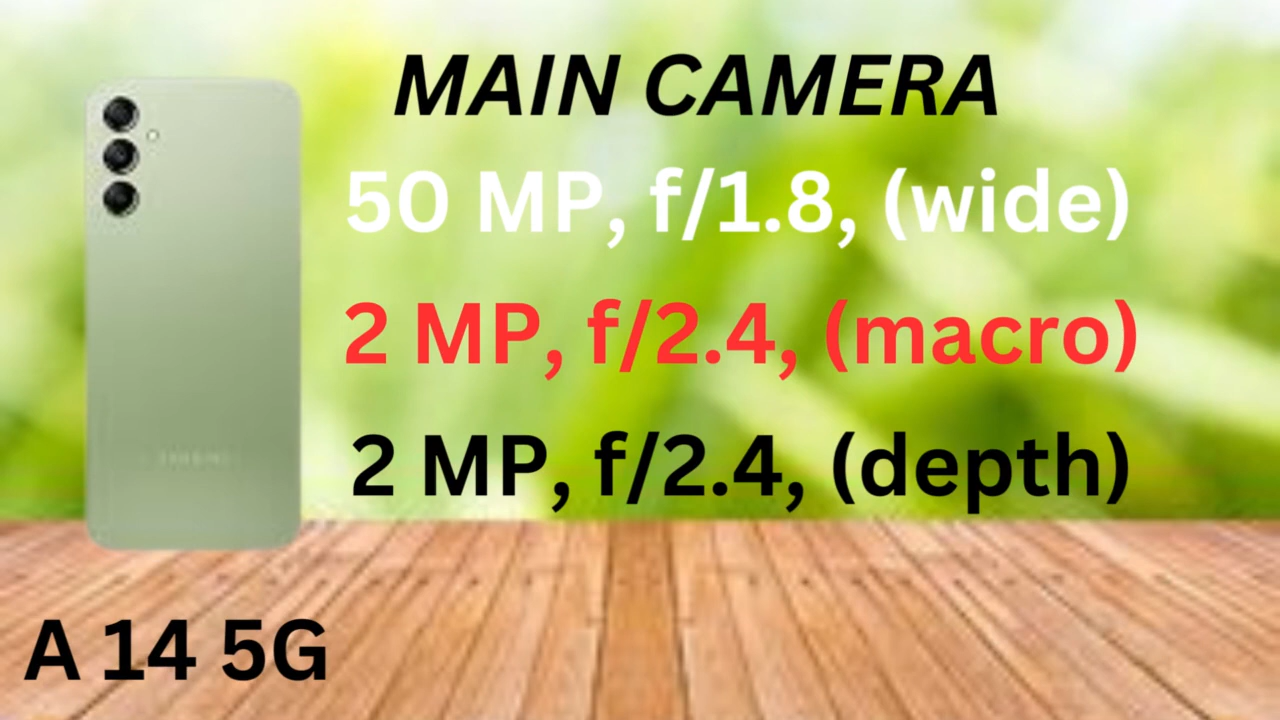 MAIN CAMERA
50 MP, f/1.8, (wide)
2 MP, f/2.4, (macro)
2 MP, f/2.4, (depth)
A 14 5G